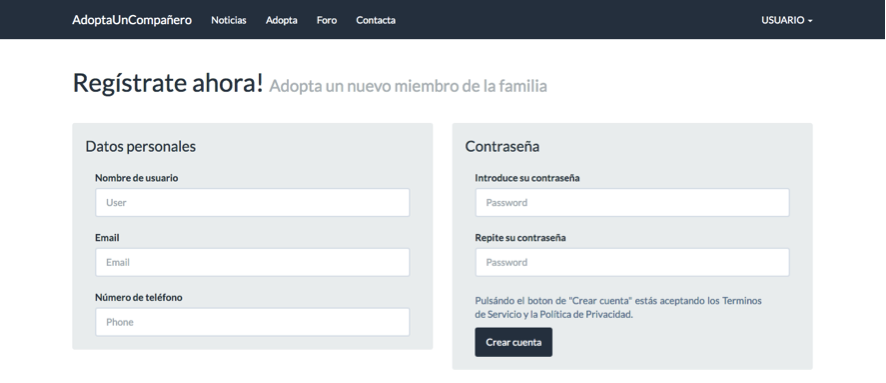 AdoptaUnCompañero Noticias Adopta Foro Contacta USUARIO
Regístrate ahora! Adopta un nuevo miembro de la familia
Datos personales
Nombre de usuario
User
Email
Email
Número de teléfono
Phone
Contraseña
Introduce su contraseña
Password
Repite su contraseña
Password
Pulsándo el boton de "Crear cuenta" estás aceptando los Terminos
de Servicio y la Política de Privacidad.
Crear cuenta